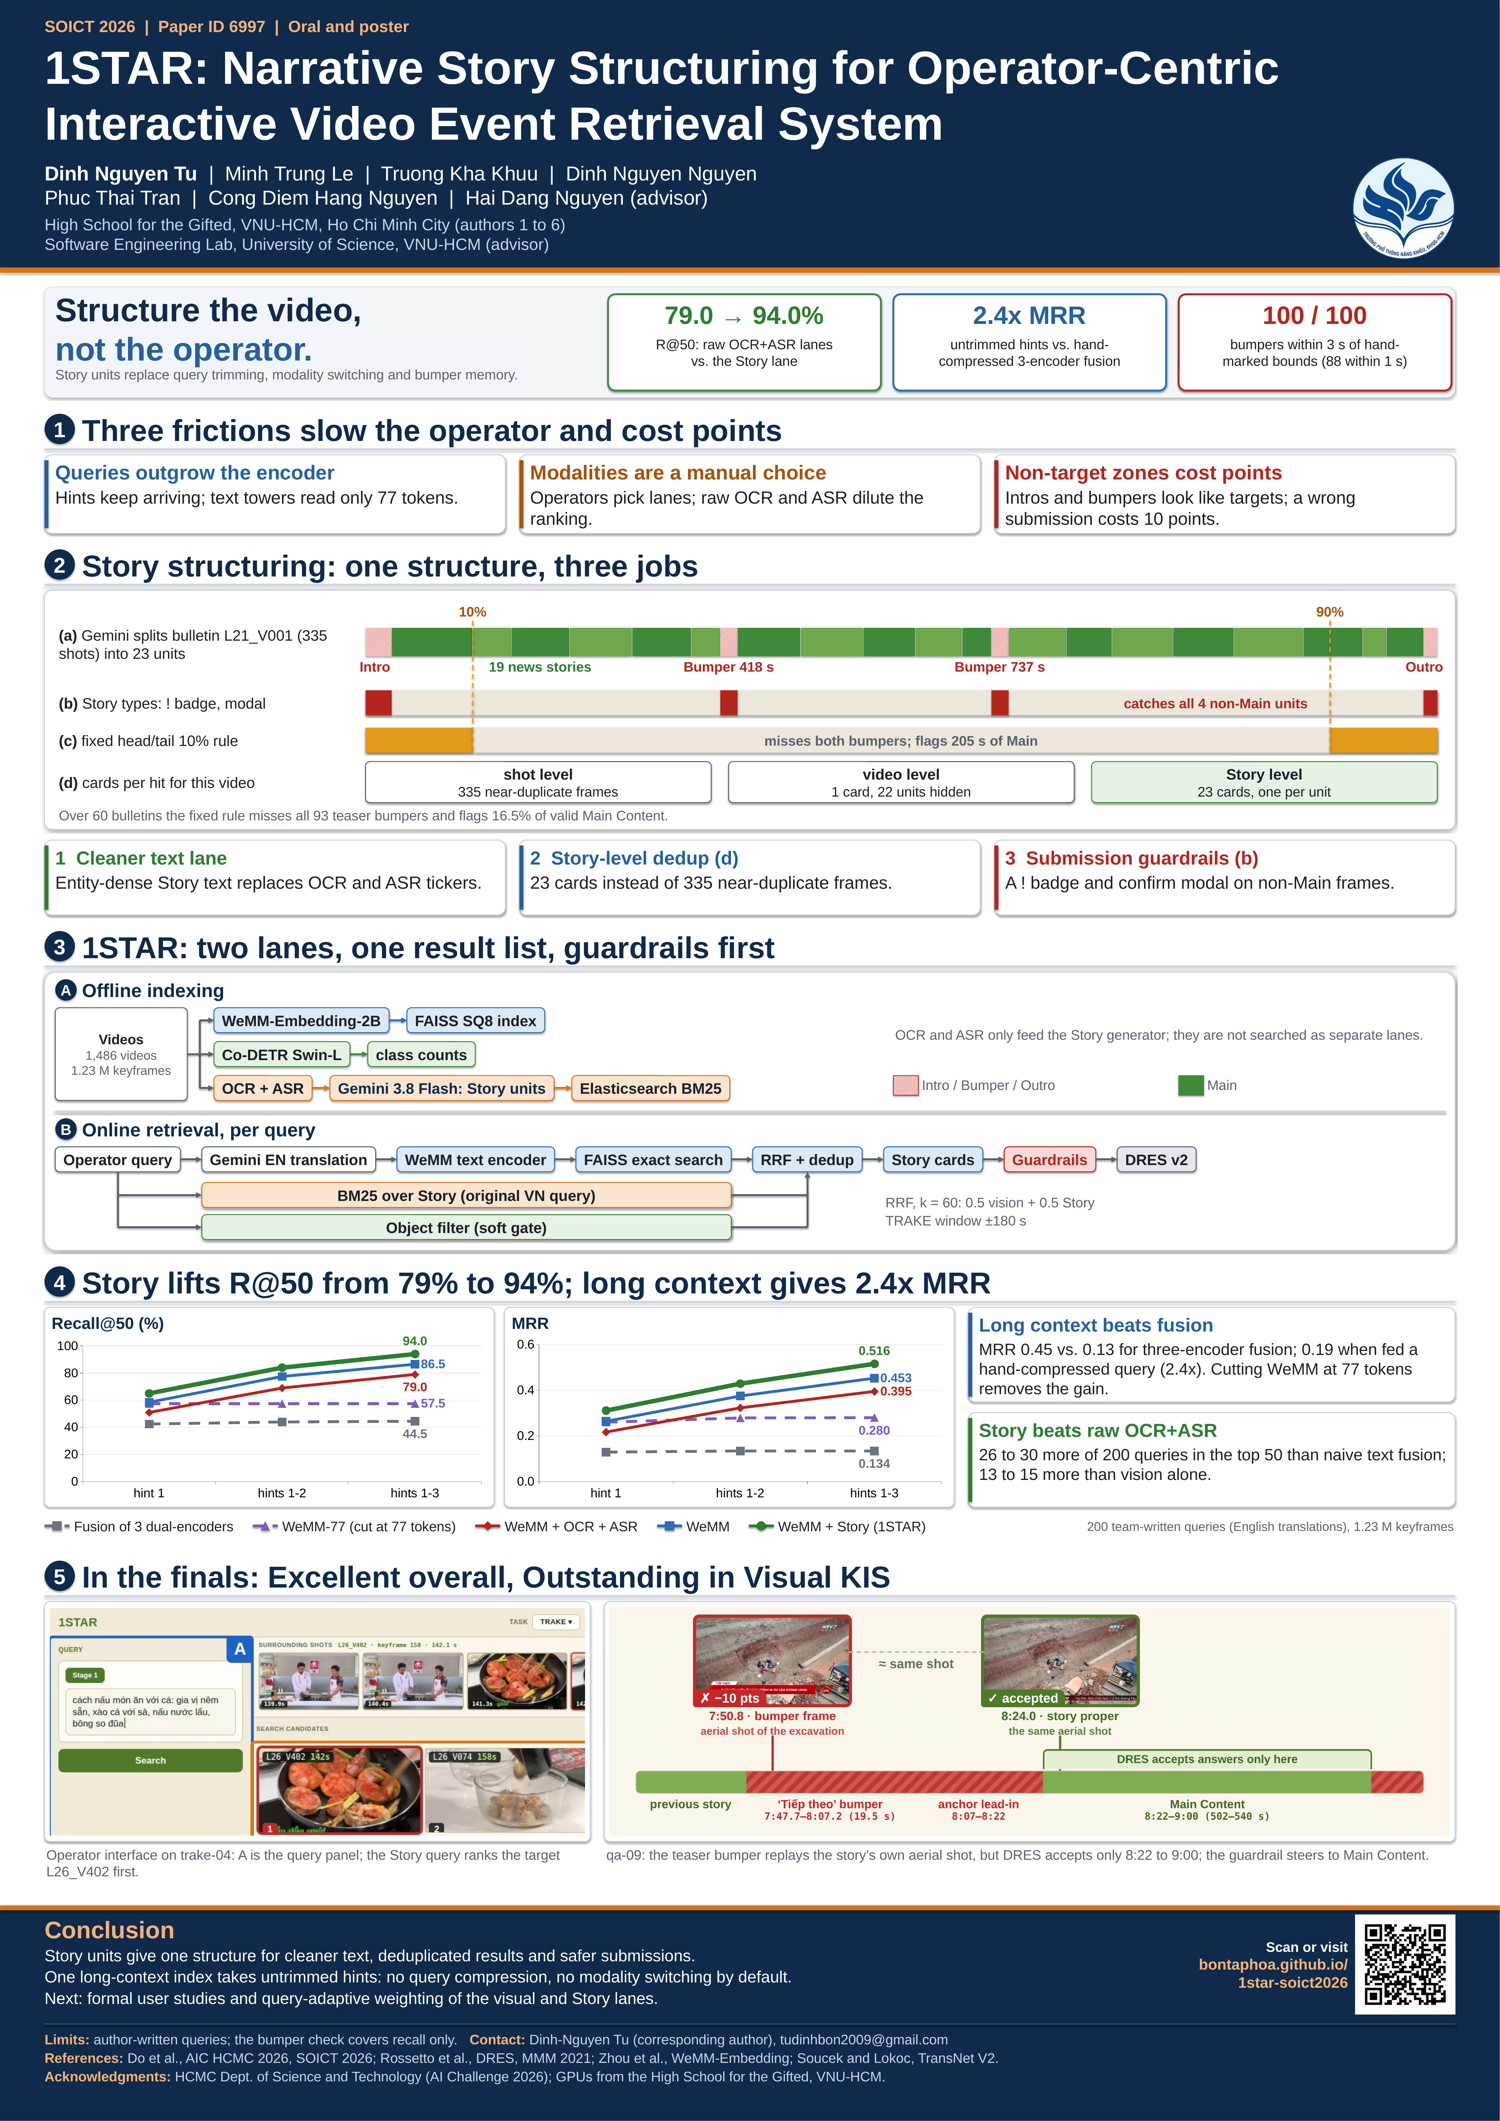 SOICT 2026 | Paper ID 6997 | Oral and poster
1STAR: Narrative Story Structuring for Operator-Centric
Interactive Video Event Retrieval System
Dinh Nguyen Tu | Minh Trung Le | Truong Kha Khuu | Dinh Nguyen Nguyen
Phuc Thai Tran | Cong Diem Hang Nguyen | Hai Dang Nguyen (advisor)
High School for the Gifted, VNU-HCM, Ho Chi Minh City (authors 1 to 6)
Software Engineering Lab, University of Science, VNU-HCM (advisor)
TRƯỜNG PHỔ THÔNG NĂNG KHIẾU, ĐHQG-HCM
Structure the video,
not the operator.
Story units replace query trimming, modality switching and bumper memory.
79.0 → 94.0%
R@50: raw OCR+ASR lanes
vs. the Story lane
2.4x MRR
untrimmed hints vs. hand-
compressed 3-encoder fusion
100 / 100
bumpers within 3 s of hand-
marked bounds (88 within 1 s)
1 Three frictions slow the operator and cost points
Queries outgrow the encoder
Hints keep arriving; text towers read only 77 tokens.
Modalities are a manual choice
Operators pick lanes; raw OCR and ASR dilute the
ranking.
Non-target zones cost points
Intros and bumpers look like targets; a wrong
submission costs 10 points.
2 Story structuring: one structure, three jobs
10%
90%
(a) Gemini splits bulletin L21_V001 (335
shots) into 23 units
Intro
19 news stories
Bumper 418 s
Bumper 737 s
Outro
(b) Story types: ! badge, modal
catches all 4 non-Main units
(c) fixed head/tail 10% rule
misses both bumpers; flags 205 s of Main
(d) cards per hit for this video
shot level
335 near-duplicate frames
video level
1 card, 22 units hidden
Story level
23 cards, one per unit
Over 60 bulletins the fixed rule misses all 93 teaser bumpers and flags 16.5% of valid Main Content.
1 Cleaner text lane
Entity-dense Story text replaces OCR and ASR tickers.
2 Story-level dedup (d)
23 cards instead of 335 near-duplicate frames.
3 Submission guardrails (b)
A ! badge and confirm modal on non-Main frames.
3 1STAR: two lanes, one result list, guardrails first
A Offline indexing
Videos
1,486 videos
1.23 M keyframes
WeMM-Embedding-2B
FAISS SQ8 index
Co-DETR Swin-L
class counts
OCR + ASR
Gemini 3.8 Flash: Story units
Elasticsearch BM25
OCR and ASR only feed the Story generator; they are not searched as separate lanes.
Intro / Bumper / Outro
Main
B Online retrieval, per query
Operator query
Gemini EN translation
WeMM text encoder
FAISS exact search
RRF + dedup
Story cards
Guardrails
DRES v2
BM25 over Story (original VN query)
Object filter (soft gate)
RRF, k = 60: 0.5 vision + 0.5 Story
TRAKE window ±180 s
4 Story lifts R@50 from 79% to 94%; long context gives 2.4x MRR
Recall@50 (%)
100
80
60
40
20
0
94.0
86.5
79.0
57.5
44.5
hint 1
hints 1-2
hints 1-3
MRR
0.6
0.4
0.2
0.0
0.516
0.453
0.395
0.280
0.134
hint 1
hints 1-2
hints 1-3
Long context beats fusion
MRR 0.45 vs. 0.13 for three-encoder fusion; 0.19 when fed a
hand-compressed query (2.4x). Cutting WeMM at 77 tokens
removes the gain.
Story beats raw OCR+ASR
26 to 30 more of 200 queries in the top 50 than naive text fusion;
13 to 15 more than vision alone.
Fusion of 3 dual-encoders
WeMM-77 (cut at 77 tokens)
WeMM + OCR + ASR
WeMM
WeMM + Story (1STAR)
200 team-written queries (English translations), 1.23 M keyframes
5 In the finals: Excellent overall, Outstanding in Visual KIS
1STAR
TASK
TRAKE ▾
A
QUERY
Stage 1
cách nấu món ăn với cá: gia vị nêm
sẵn, xào cá với sả, nấu nước lẩu,
bông so đũa
Search
SURROUNDING SHOTS L26_V402 · keyframe 158 · 142.1 s
139.9s
140.4s
141.3s
142
SEARCH CANDIDATES
L26 V402 142s
L26 V074 158s
1
2
Operator interface on trake-04: A is the query panel; the Story query ranks the target
L26_V402 first.
✗ −10 pts
≈ same shot
✓ accepted
7:50.8 · bumper frame
aerial shot of the excavation
8:24.0 · story proper
the same aerial shot
DRES accepts answers only here
previous story
'Tiếp theo' bumper
7:47.7–8:07.2 (19.5 s)
anchor lead-in
8:07–8:22
Main Content
8:22–9:00 (502–540 s)
qa-09: the teaser bumper replays the story's own aerial shot, but DRES accepts only 8:22 to 9:00; the guardrail steers to Main Content.
Conclusion
Story units give one structure for cleaner text, deduplicated results and safer submissions.
One long-context index takes untrimmed hints: no query compression, no modality switching by default.
Next: formal user studies and query-adaptive weighting of the visual and Story lanes.
Scan or visit
bontaphoa.github.io/
1star-soict2026
Limits: author-written queries; the bumper check covers recall only. Contact: Dinh-Nguyen Tu (corresponding author), tudinhbon2009@gmail.com
References: Do et al., AIC HCMC 2026, SOICT 2026; Rossetto et al., DRES, MMM 2021; Zhou et al., WeMM-Embedding; Soucek and Lokoc, TransNet V2.
Acknowledgments: HCMC Dept. of Science and Technology (AI Challenge 2026); GPUs from the High School for the Gifted, VNU-HCM.